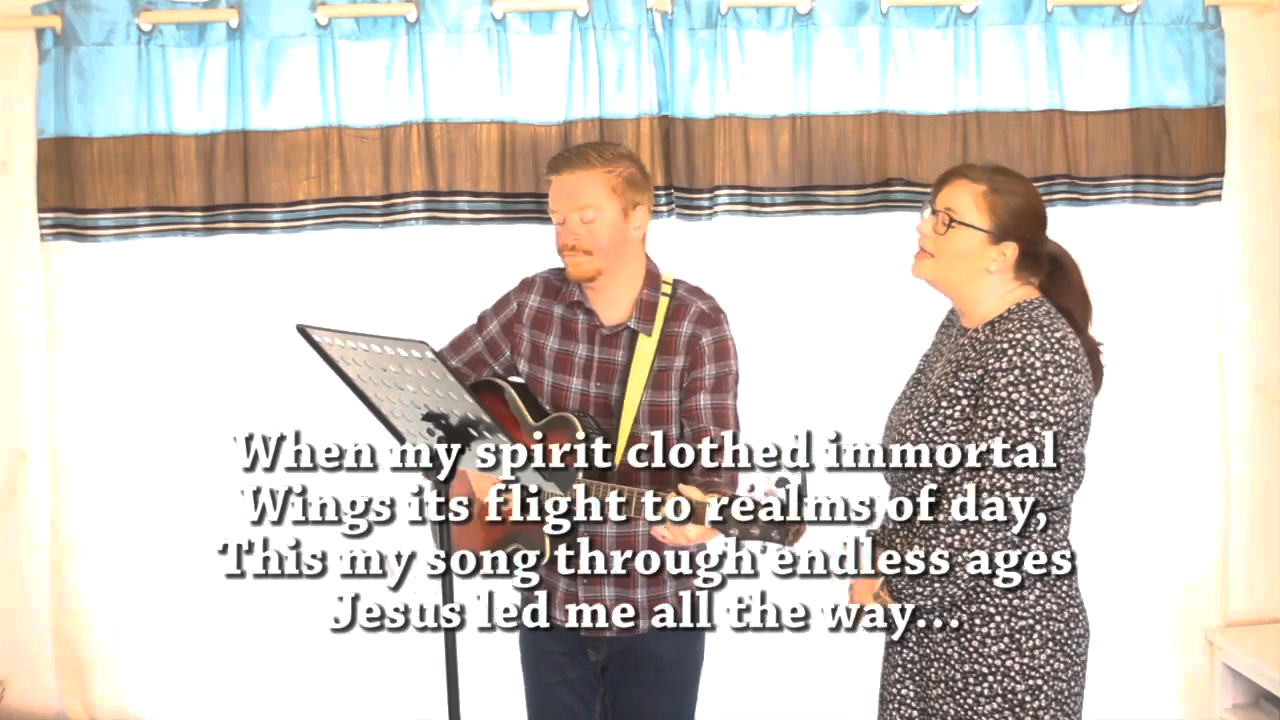 When my spirit clothed immortal
Wings its flight to realms of day,
This my song through endless ages
Jesus led me all the way...